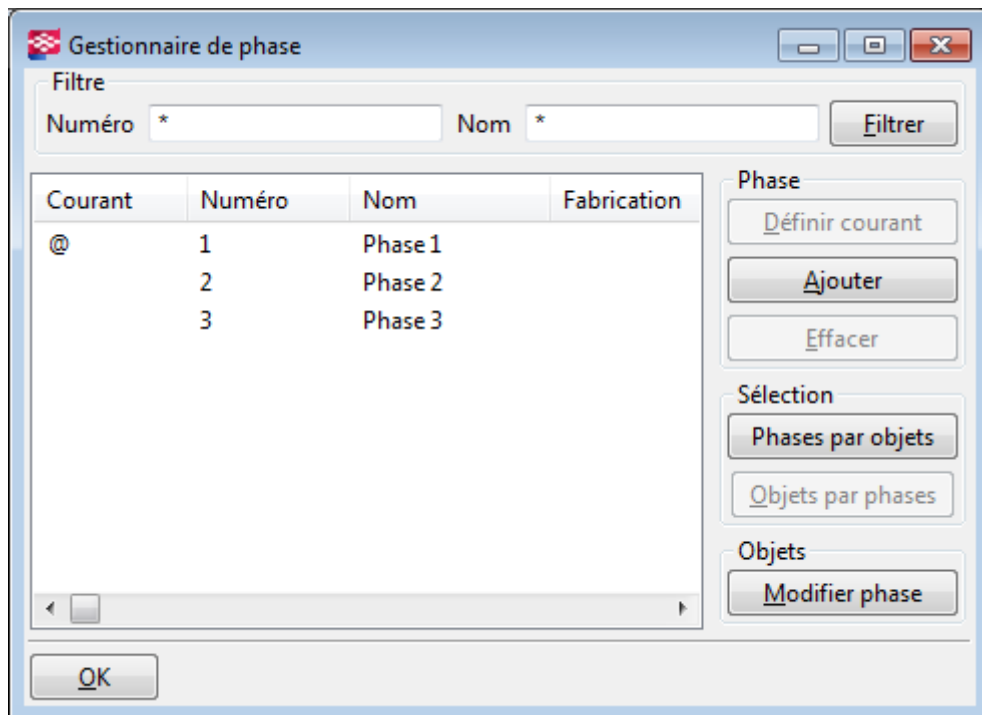 Gestionnaire de phase
Filtre
Numéro * Nom * Filtrer
Courant Numéro Nom Fabrication
@ 1 Phase 1
2 Phase 2
3 Phase 3
Phase
Définir courant
Ajouter
Effacer
Sélection
Phases par objets
Objets par phases
Objets
Modifier phase
OK